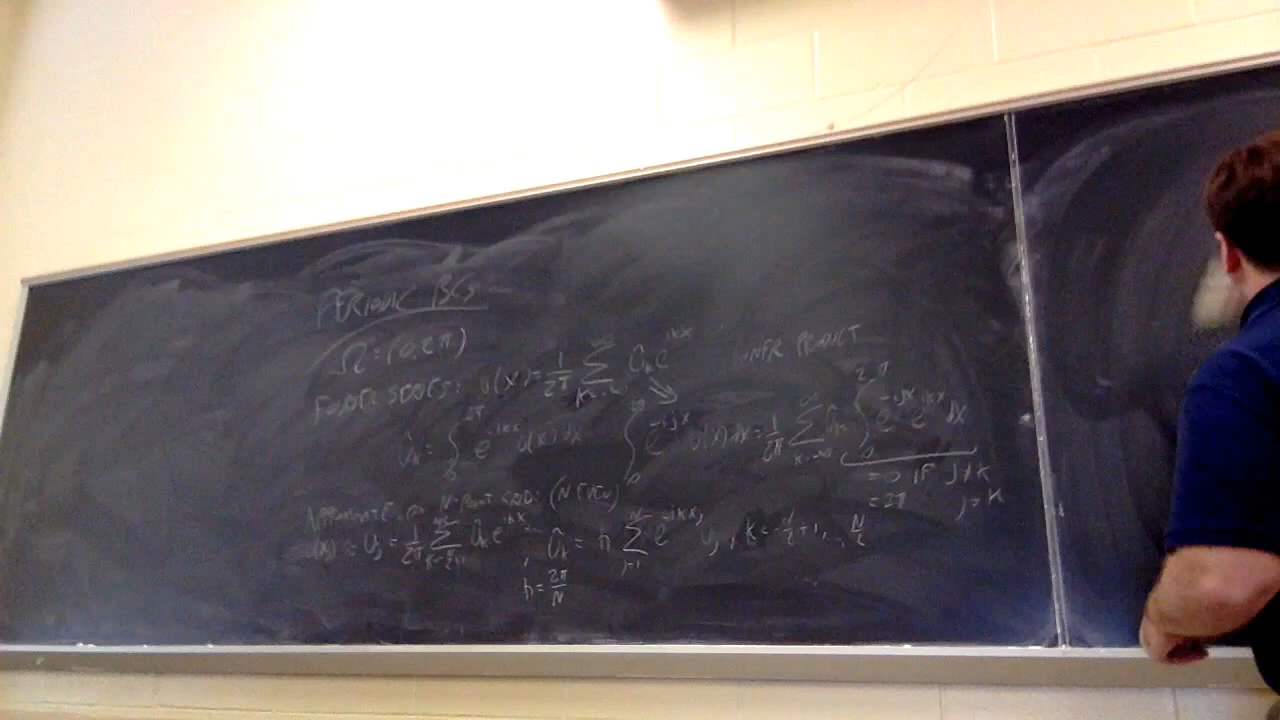 PERIODIC BCs
Ω = (0, 2π)
FOURIER SERIES: u(x) = 1/2π ∑_{k=-∞}^{∞} û_k e^{ikx}
INNER PRODUCT
û_k = ∫_0^{2π} e^{-ikx} u(x) dx
∫_0^{2π} e^{-ijx} u(x) dx = 1/2π ∑_{k=-∞}^{∞} û_k ∫_0^{2π} e^{-ijx} e^{ikx} dx
= 0 IF j ≠ k
= 2π j = k
N-POINT GRID: (N EVEN)
u(x_j) ≈ U_j = 1/2π ∑_{k=-N/2+1}^{N/2} Û_k e^{ikx_j}, Û_k = h ∑_{j=1}^{N} e^{-ikx_j} U_j, k = -N/2+1, ..., N/2
h = 2π/N